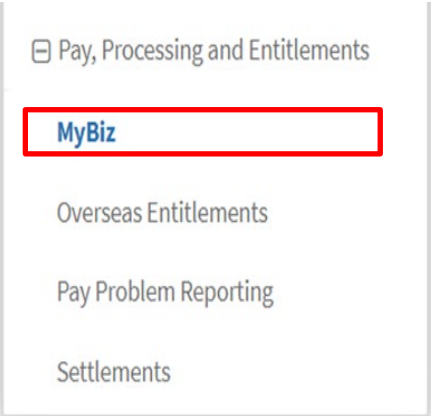 Pay, Processing and Entitlements
MyBiz
Overseas Entitlements
Pay Problem Reporting
Settlements